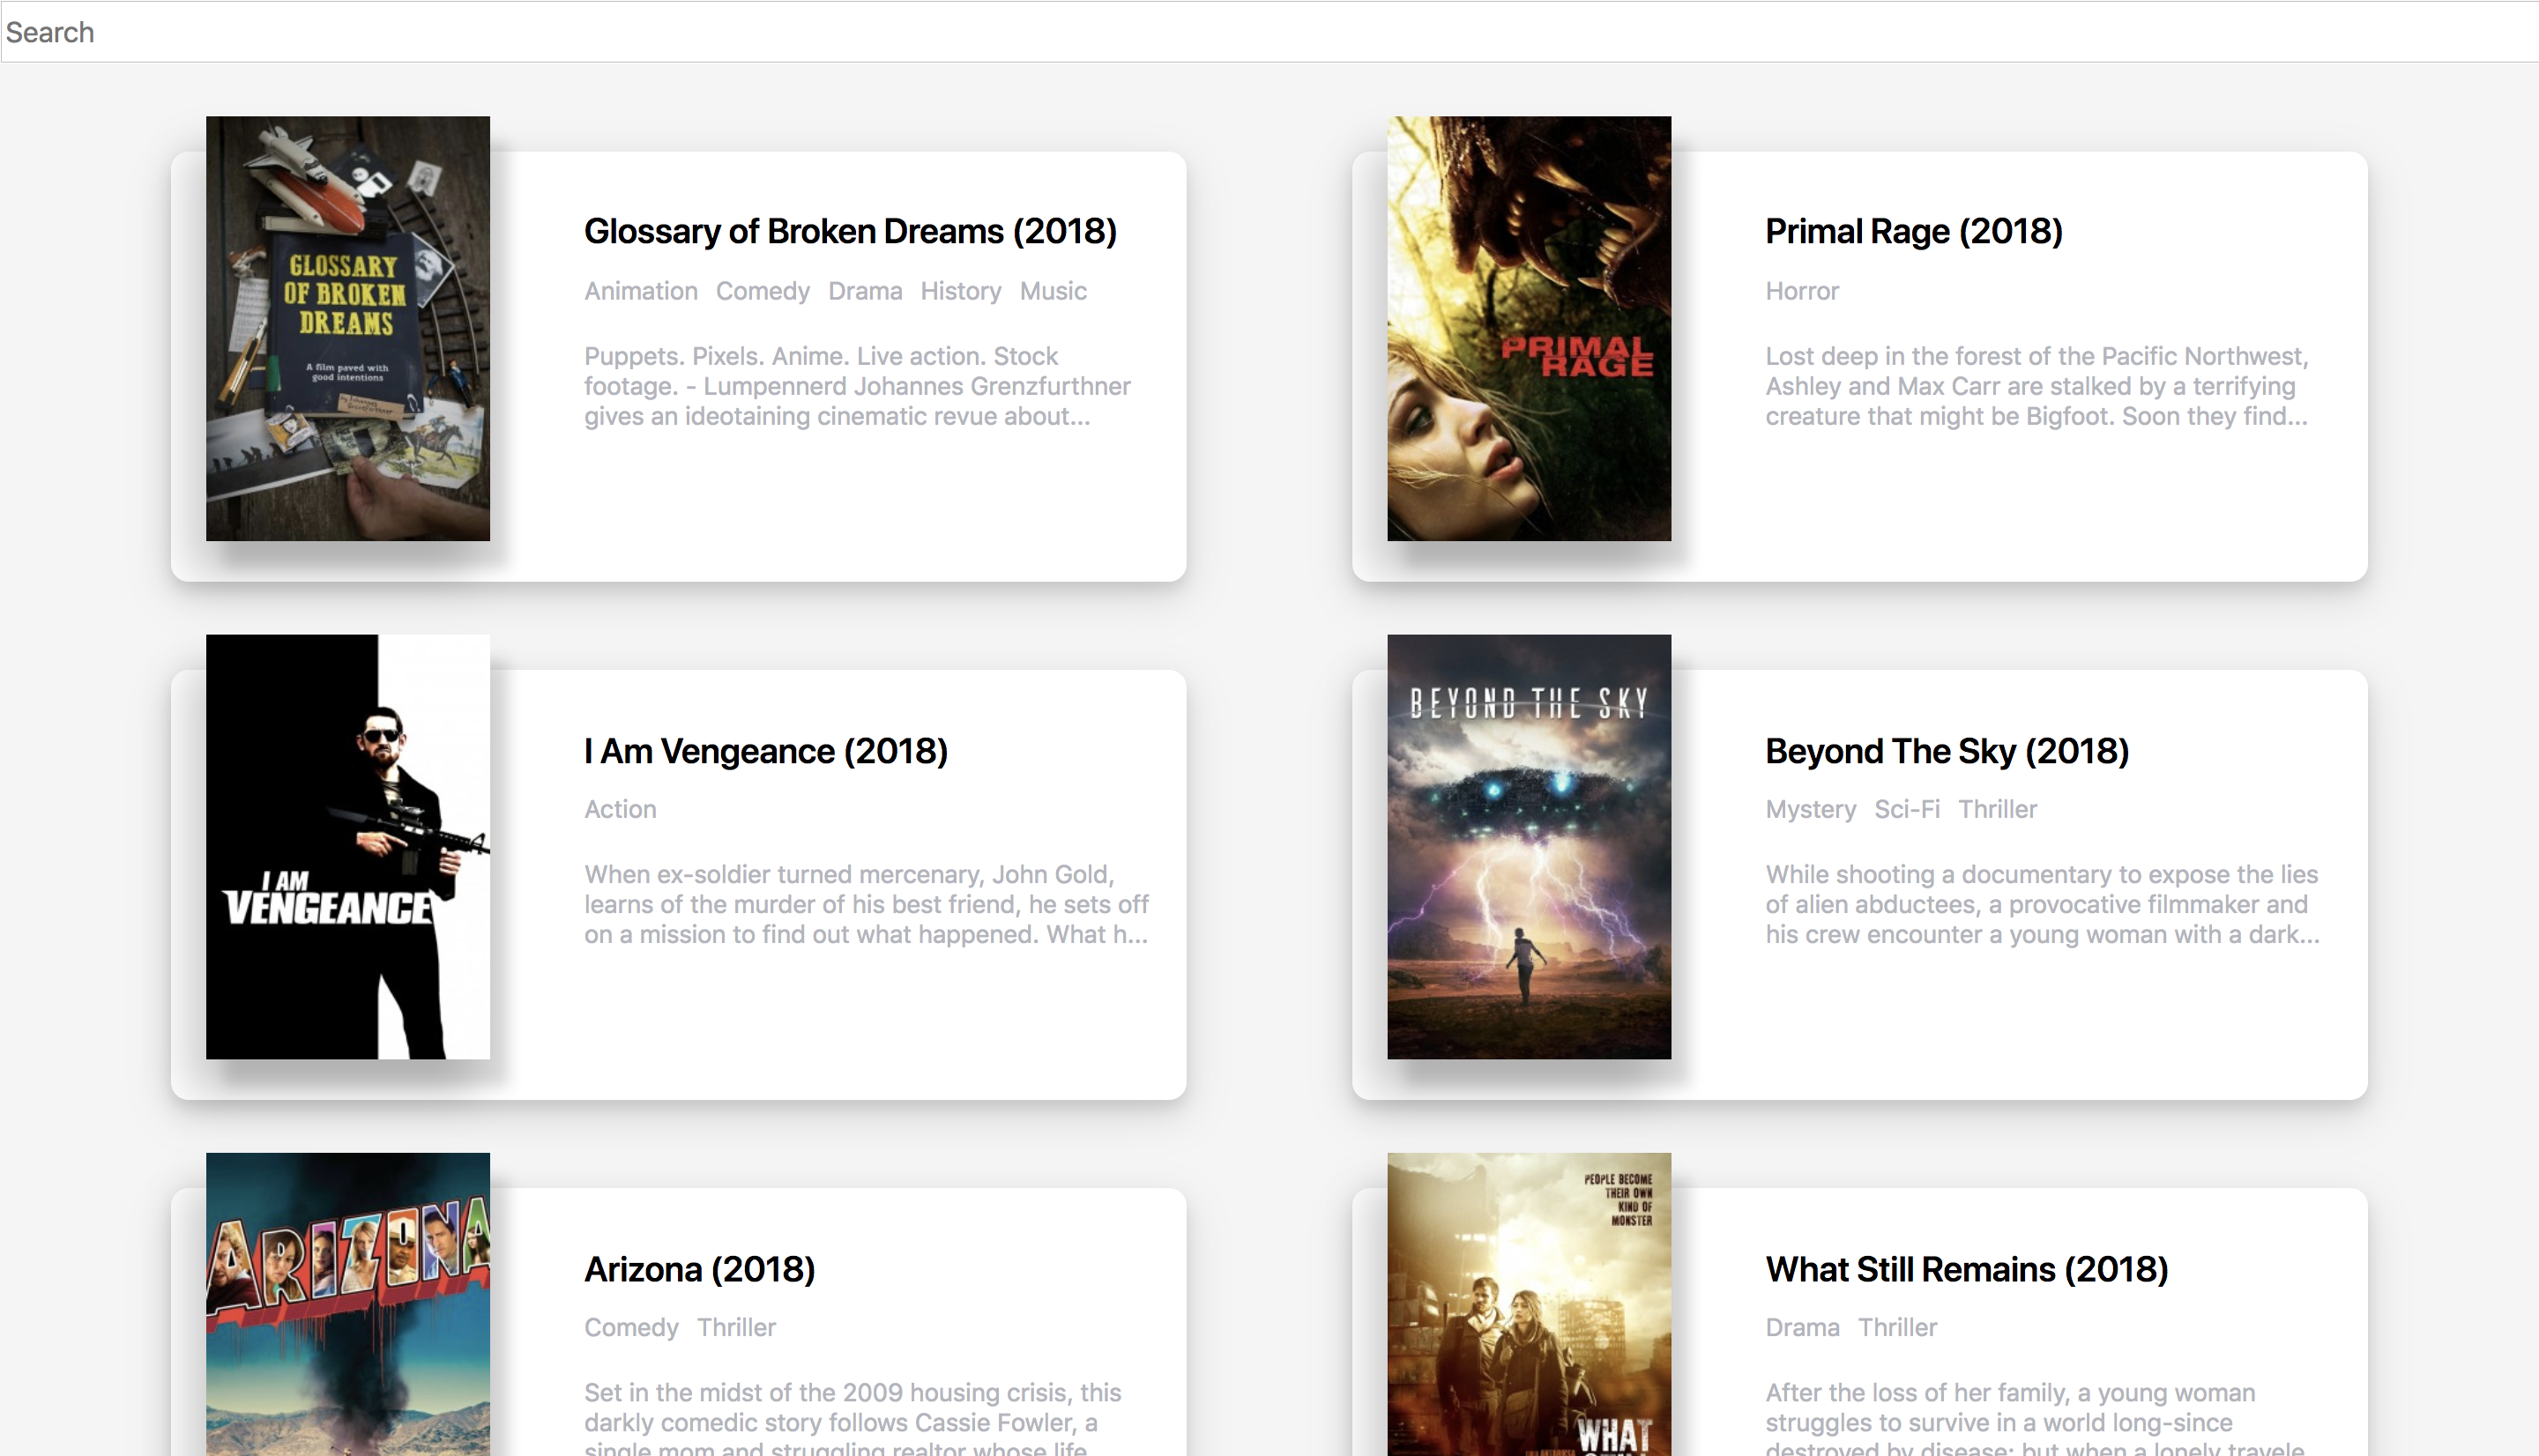 Search
GLOSSARY
OF BROKEN
DREAMS
A film paved with
good intentions
by Johannes
Grenzfurthner
Glossary of Broken Dreams (2018)
Animation Comedy Drama History Music
Puppets. Pixels. Anime. Live action. Stock
footage. - Lumpennerd Johannes Grenzfurthner
gives an ideotaining cinematic revue about...
PRIMAL
RAGE
Primal Rage (2018)
Horror
Lost deep in the forest of the Pacific Northwest,
Ashley and Max Carr are stalked by a terrifying
creature that might be Bigfoot. Soon they find...
I AM
VENGEANCE
I Am Vengeance (2018)
Action
When ex-soldier turned mercenary, John Gold,
learns of the murder of his best friend, he sets off
on a mission to find out what happened. What h...
BEYOND THE SKY
Beyond The Sky (2018)
Mystery Sci-Fi Thriller
While shooting a documentary to expose the lies
of alien abductees, a provocative filmmaker and
his crew encounter a young woman with a dark...
ARIZONA
Arizona (2018)
Comedy Thriller
Set in the midst of the 2009 housing crisis, this
darkly comedic story follows Cassie Fowler, a
single mom and struggling realtor whose life
PEOPLE BECOME
THEIR OWN
KIND OF
MONSTER
WHAT
What Still Remains (2018)
Drama Thriller
After the loss of her family, a young woman
struggles to survive in a world long-since
destroyed by disease; but when a lonely travele